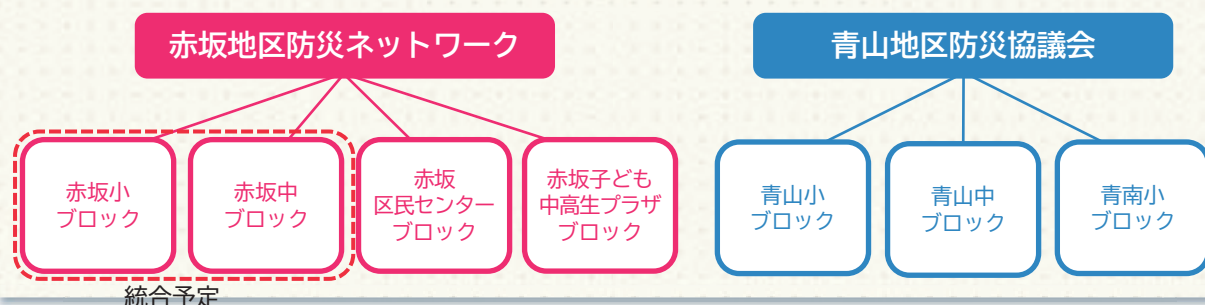 赤坂地区防災ネットワーク
青山地区防災協議会
赤坂小
ブロック
赤坂中
ブロック
赤坂
区民センター
ブロック
赤坂子ども
中高生プラザ
ブロック
青山小
ブロック
青山中
ブロック
青南小
ブロック
統合予定